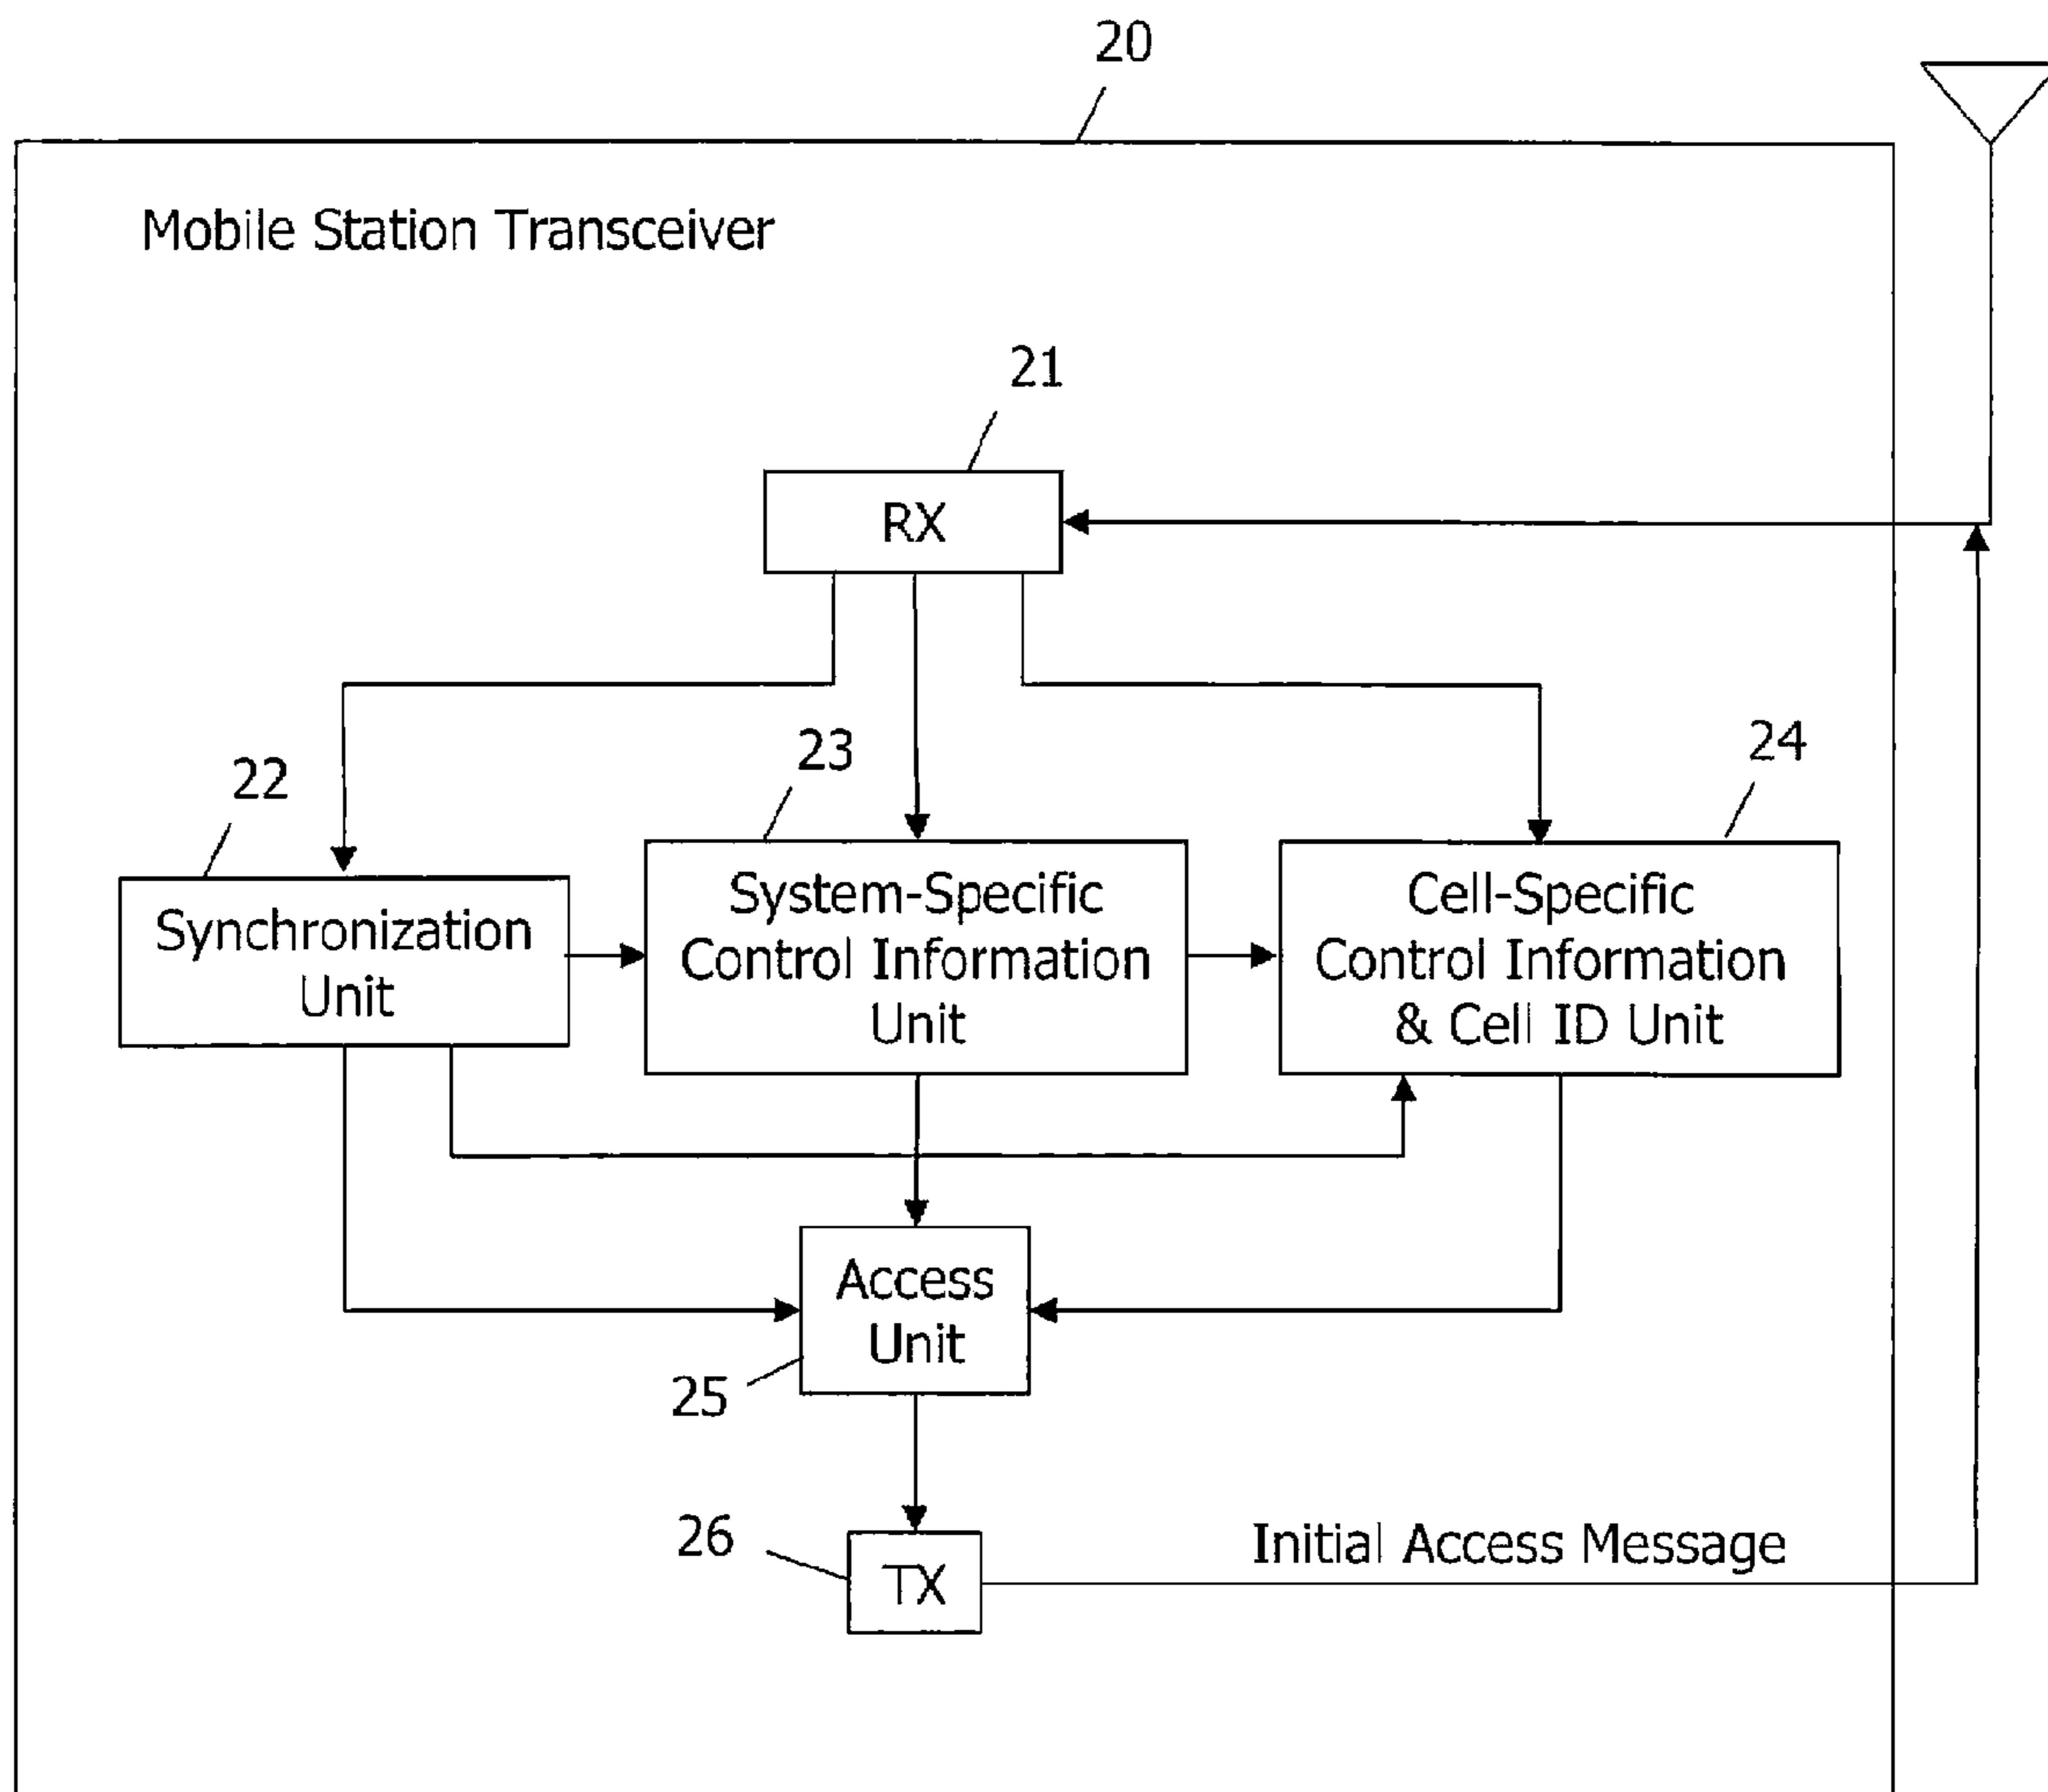 20
Mobile Station Transceiver
21
RX
22
23
24
Synchronization
Unit
System-Specific
Control Information
Unit
Cell-Specific
Control Information
& Cell ID Unit
Access
Unit
25
26
TX
Initial Access Message